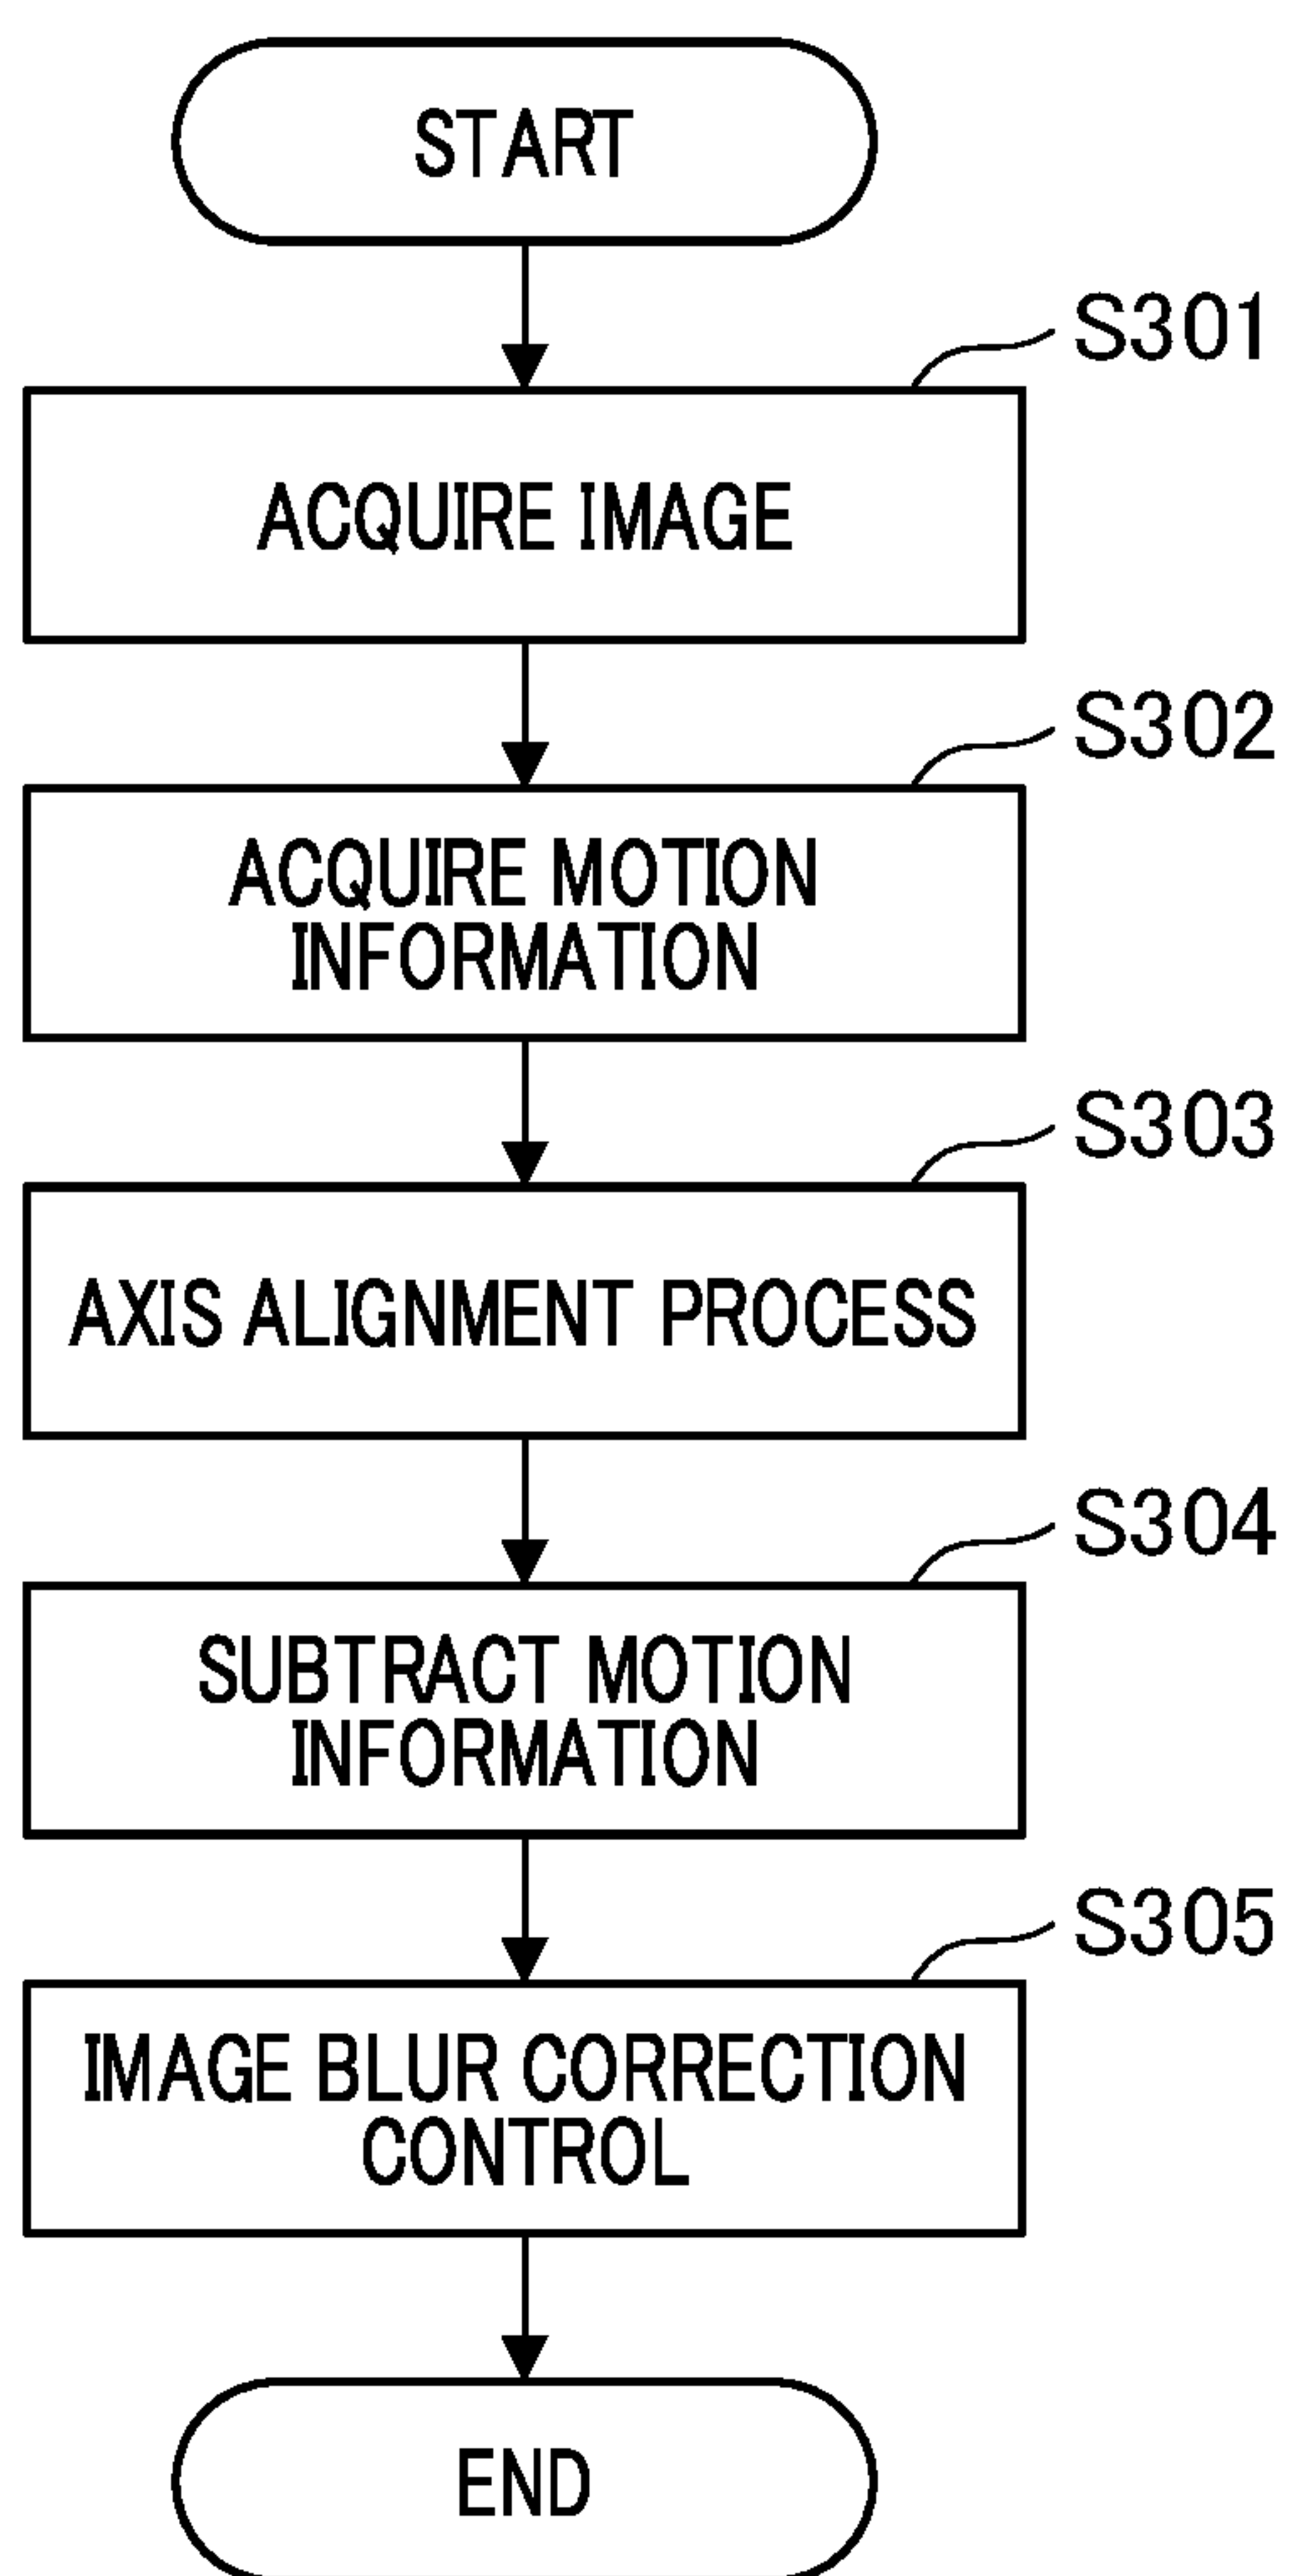 START
S301
ACQUIRE IMAGE
S302
ACQUIRE MOTION
INFORMATION
S303
AXIS ALIGNMENT PROCESS
S304
SUBTRACT MOTION
INFORMATION
S305
IMAGE BLUR CORRECTION
CONTROL
END